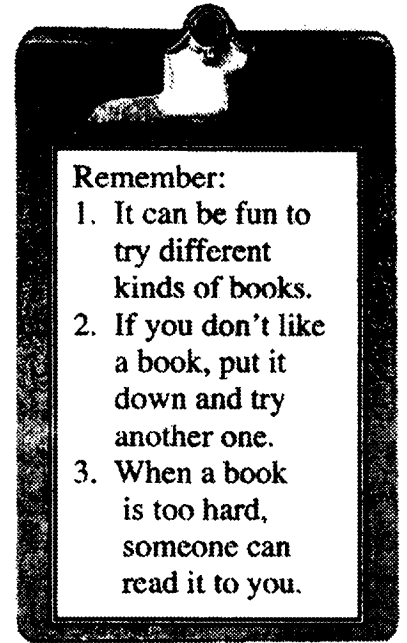 Remember:
1. It can be fun to
try different
kinds of books.
2. If you don't like
a book, put it
down and try
another one.
3. When a book
is too hard,
someone can
read it to you.